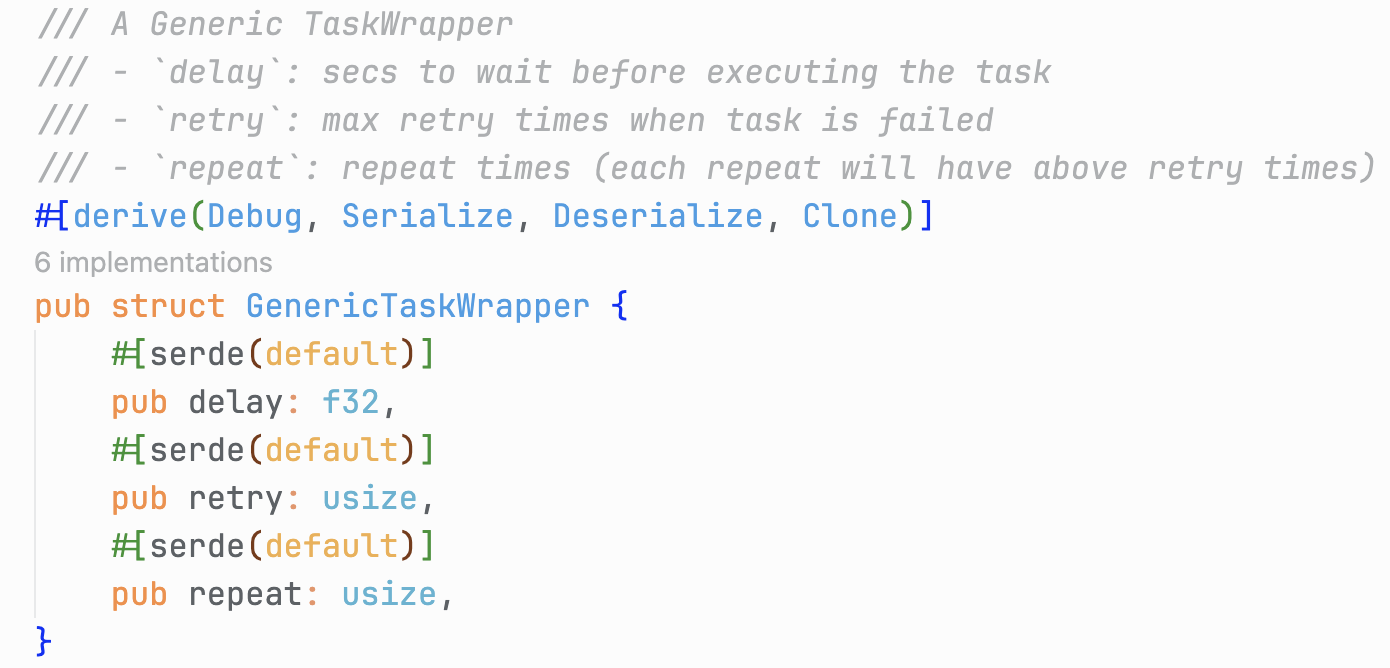 /// A Generic TaskWrapper
/// - `delay`: secs to wait before executing the task
/// - `retry`: max retry times when task is failed
/// - `repeat`: repeat times (each repeat will have above retry times)
#[derive(Debug, Serialize, Deserialize, Clone)]
6 implementations
pub struct GenericTaskWrapper {
    #[serde(default)]
    pub delay: f32,
    #[serde(default)]
    pub retry: usize,
    #[serde(default)]
    pub repeat: usize,
}